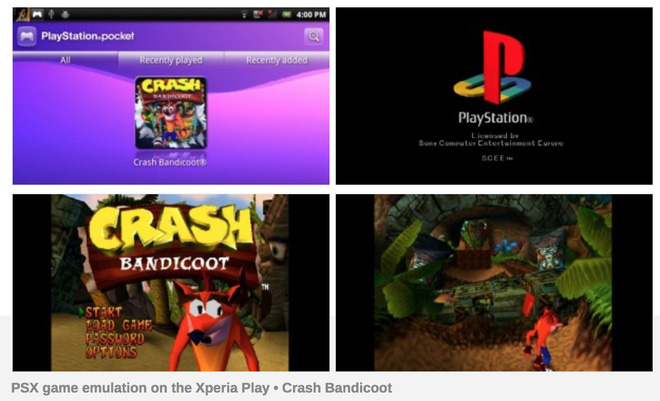 4:00 PM
PlayStation®pocket
All Recently played Recently added
CRASH
BANDICOOT
Crash Bandicoot®
PlayStation®
Licensed by
Sony Computer Entertainment Europe
SCEE™
CRASH
BANDICOOT
TM
START
LOAD GAME
PASSWORD
OPTIONS
PSX game emulation on the Xperia Play • Crash Bandicoot